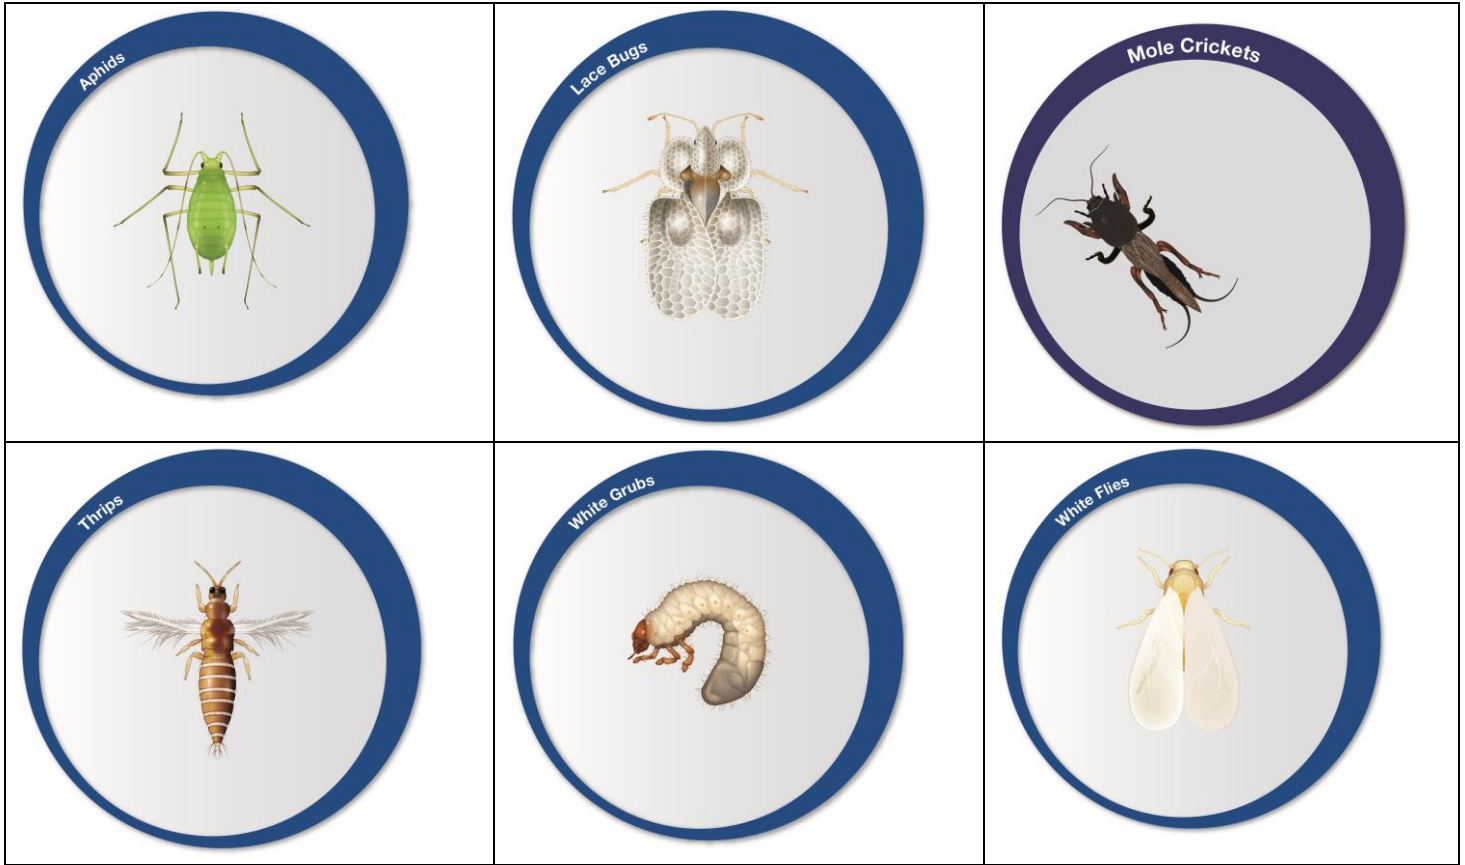 Aphids
Lace Bugs
Mole Crickets
Thrips
White Grubs
White Flies